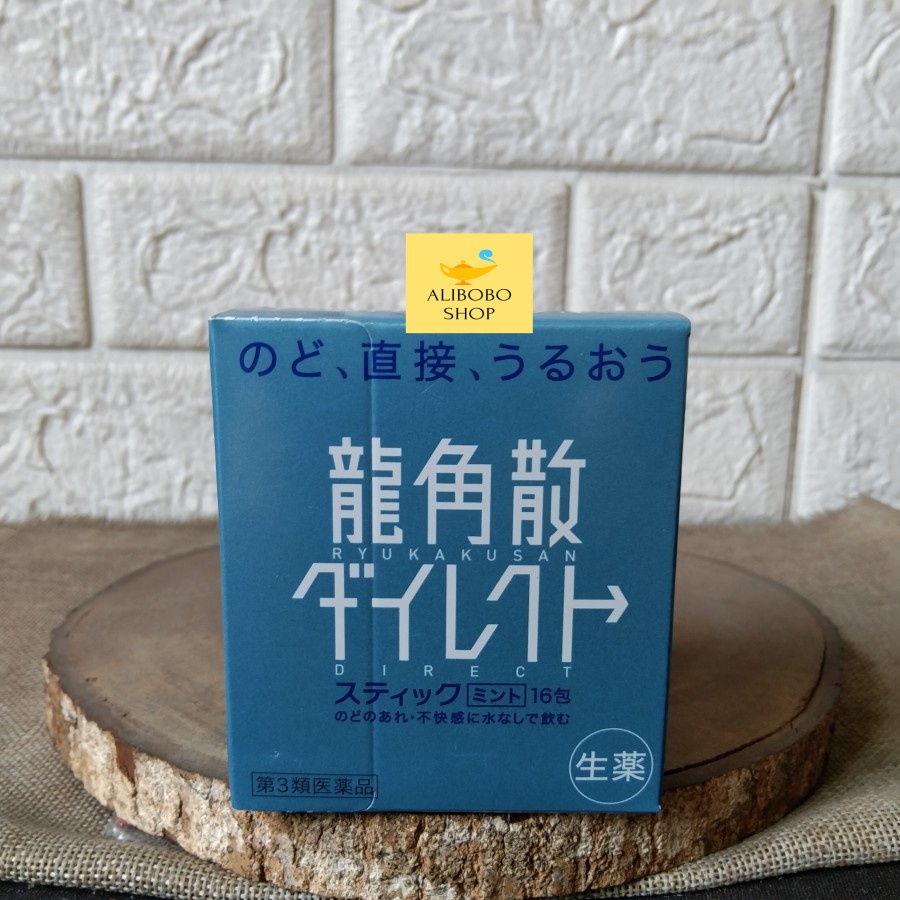 ALIBOBO
SHOP
のど、直接、うるおう
龍角散
RYUKAKUSAN
ダイレクト
DIRECT
スティック ミント 16包
のどのあれ・不快感に水なしで飲む
生薬
第3類医薬品